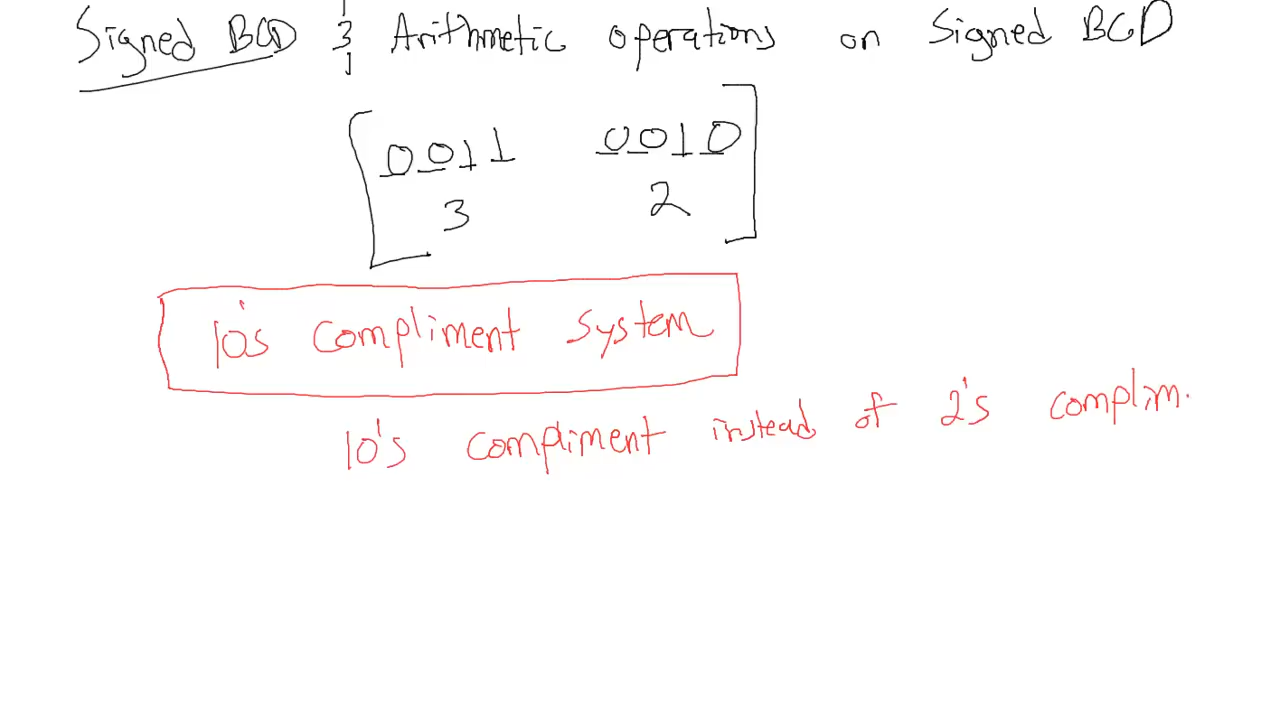 Signed BCD & Arithmetic operations on Signed BCD
0011 0010
3 2
10's compliment system
10's compliment instead of 2's complim.